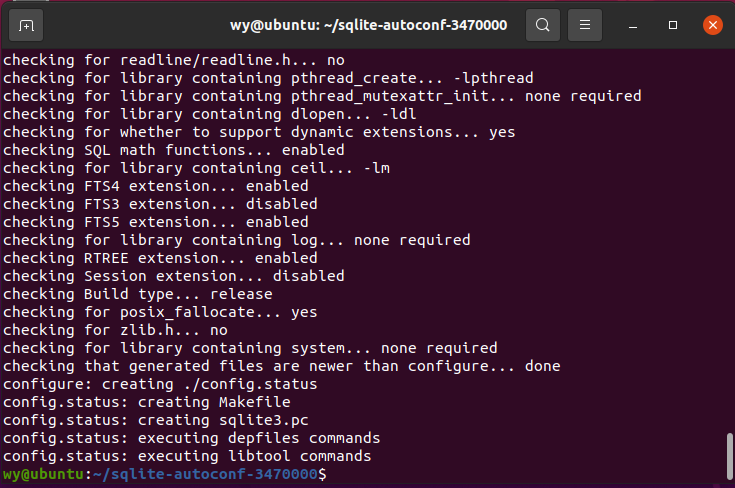 wy@ubuntu: ~/sqlite-autoconf-3470000
checking for readline/readline.h... no
checking for library containing pthread_create... -lpthread
checking for library containing pthread_mutexattr_init... none required
checking for library containing dlopen... -ldl
checking for whether to support dynamic extensions... yes
checking SQL math functions... enabled
checking for library containing ceil... -lm
checking FTS4 extension... enabled
checking FTS3 extension... disabled
checking FTS5 extension... enabled
checking for library containing log... none required
checking RTREE extension... enabled
checking Session extension... disabled
checking Build type... release
checking for posix_fallocate... yes
checking for zlib.h... no
checking for library containing system... none required
checking that generated files are newer than configure... done
configure: creating ./config.status
config.status: creating Makefile
config.status: creating sqlite3.pc
config.status: executing depfiles commands
config.status: executing libtool commands
wy@ubuntu:~/sqlite-autoconf-3470000$